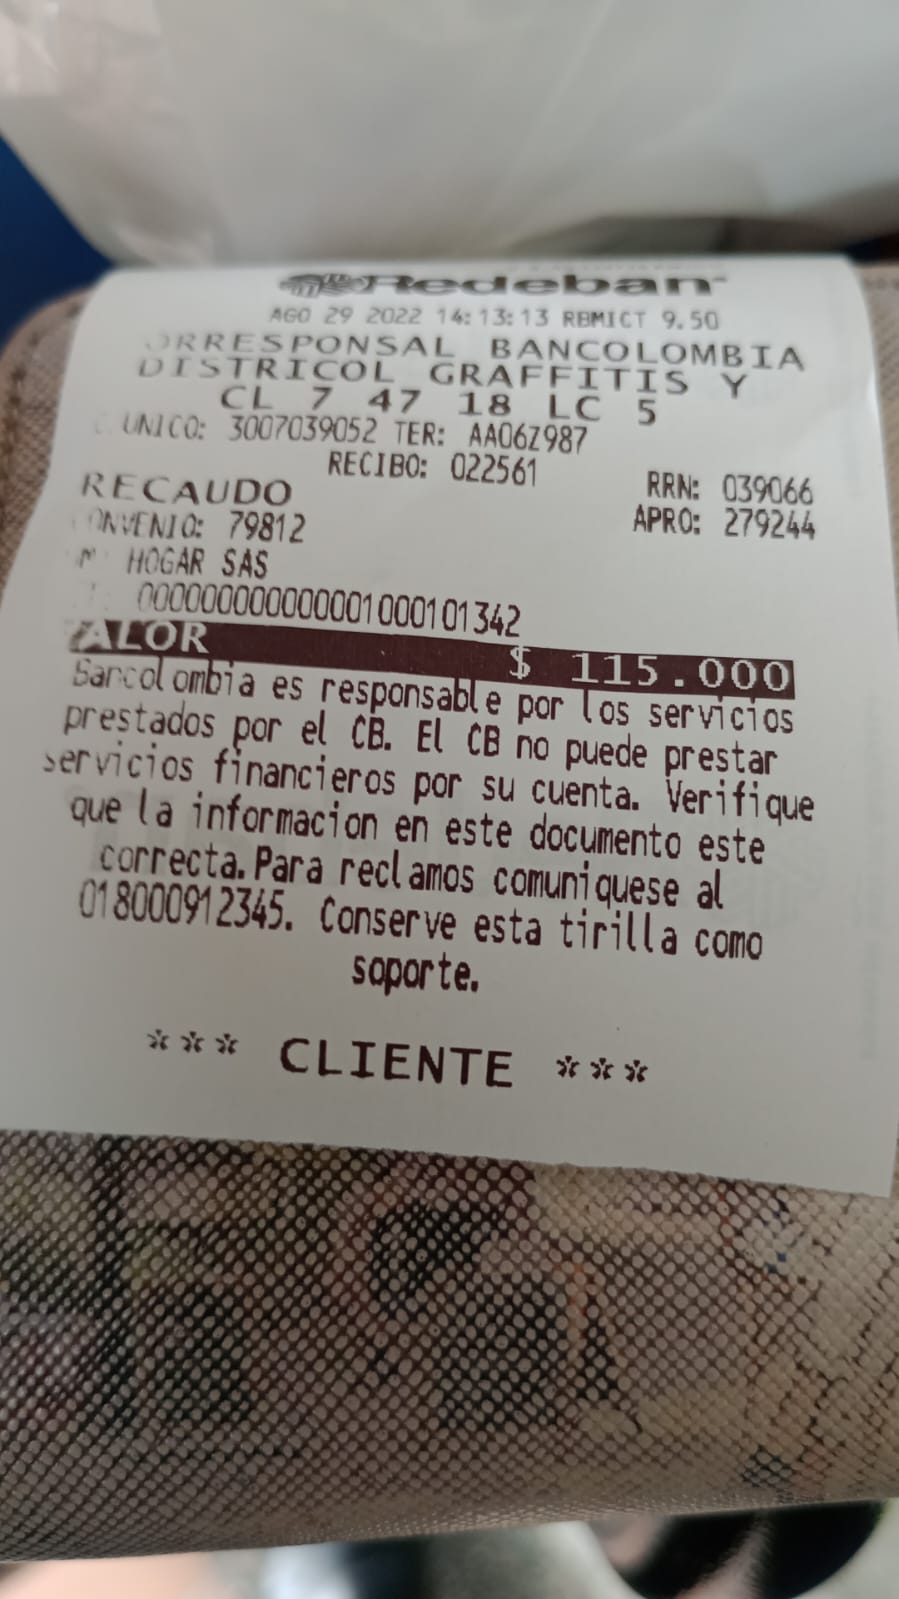 Redeban
AGO 29 2022 14:13:13 RBMICT 9.50
ORRESPONSAL BANCOLOMBIA
DISTRICOL GRAFFITIS Y
CL 7 47 18 LC 5
UNICO: 3007039052 TER: AA06Z987
RECIBO: 022561 RRN: 039066
RECAUDO
ONVENIO: 79812 APRO: 279244
HOGAR SAS
000000000000001000101342
VALOR $ 115.000
Bancolombia es responsable por los servicios
prestados por el CB. El CB no puede prestar
servicios financieros por su cuenta. Verifique
que la informacion en este documento este
correcta.Para reclamos comuniquese al
018000912345. Conserve esta tirilla como
soporte.
*** CLIENTE ***